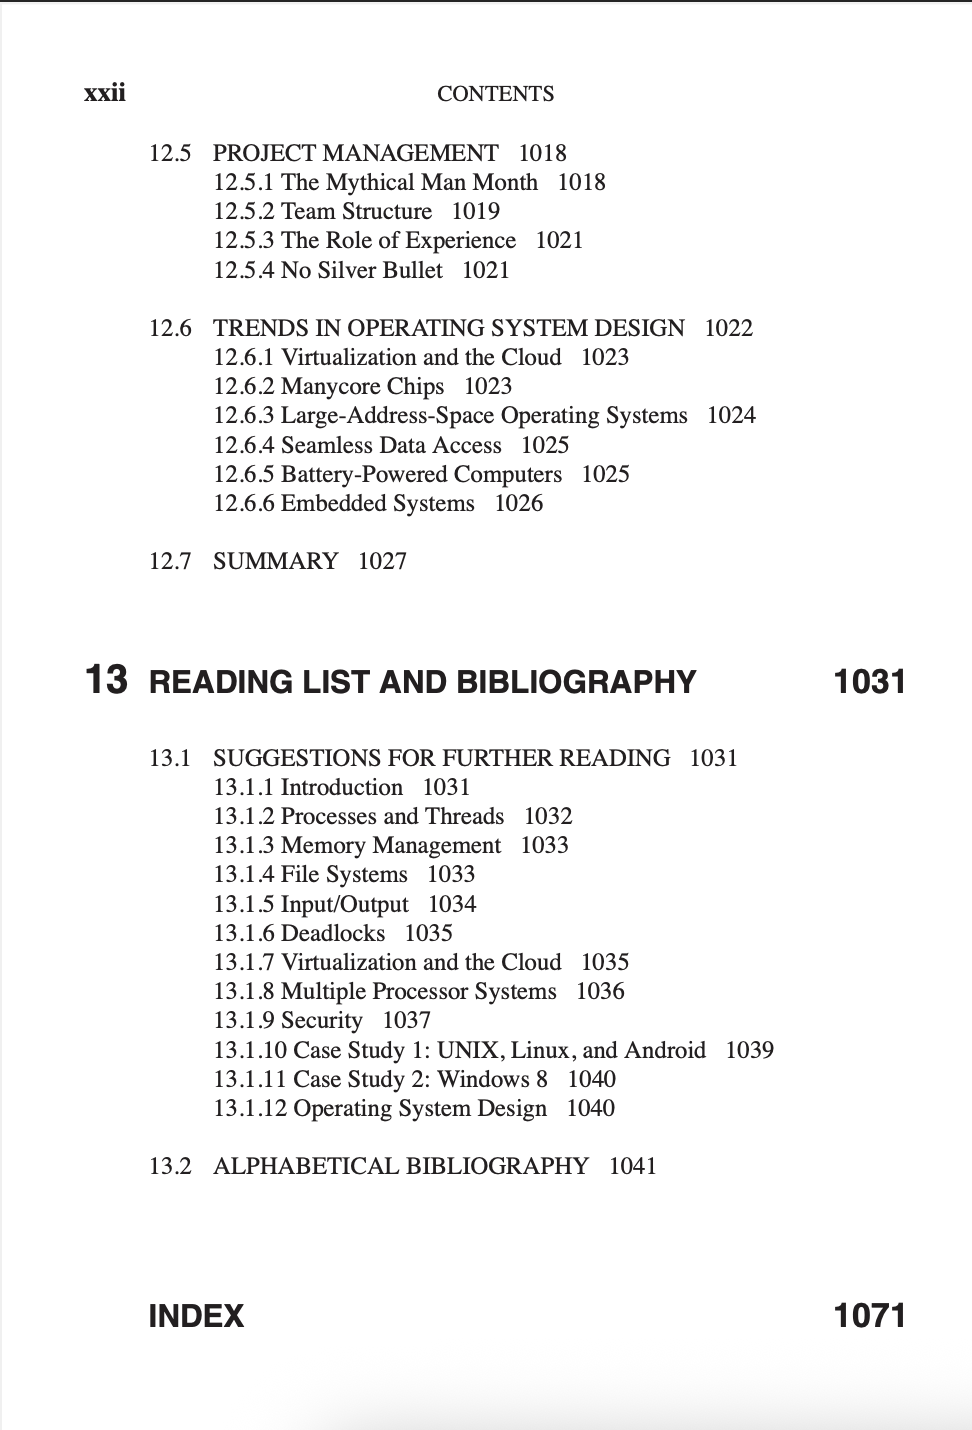 xxii CONTENTS
12.5 PROJECT MANAGEMENT 1018
12.5.1 The Mythical Man Month 1018
12.5.2 Team Structure 1019
12.5.3 The Role of Experience 1021
12.5.4 No Silver Bullet 1021
12.6 TRENDS IN OPERATING SYSTEM DESIGN 1022
12.6.1 Virtualization and the Cloud 1023
12.6.2 Manycore Chips 1023
12.6.3 Large-Address-Space Operating Systems 1024
12.6.4 Seamless Data Access 1025
12.6.5 Battery-Powered Computers 1025
12.6.6 Embedded Systems 1026
12.7 SUMMARY 1027
13 READING LIST AND BIBLIOGRAPHY 1031
13.1 SUGGESTIONS FOR FURTHER READING 1031
13.1.1 Introduction 1031
13.1.2 Processes and Threads 1032
13.1.3 Memory Management 1033
13.1.4 File Systems 1033
13.1.5 Input/Output 1034
13.1.6 Deadlocks 1035
13.1.7 Virtualization and the Cloud 1035
13.1.8 Multiple Processor Systems 1036
13.1.9 Security 1037
13.1.10 Case Study 1: UNIX, Linux, and Android 1039
13.1.11 Case Study 2: Windows 8 1040
13.1.12 Operating System Design 1040
13.2 ALPHABETICAL BIBLIOGRAPHY 1041
INDEX 1071